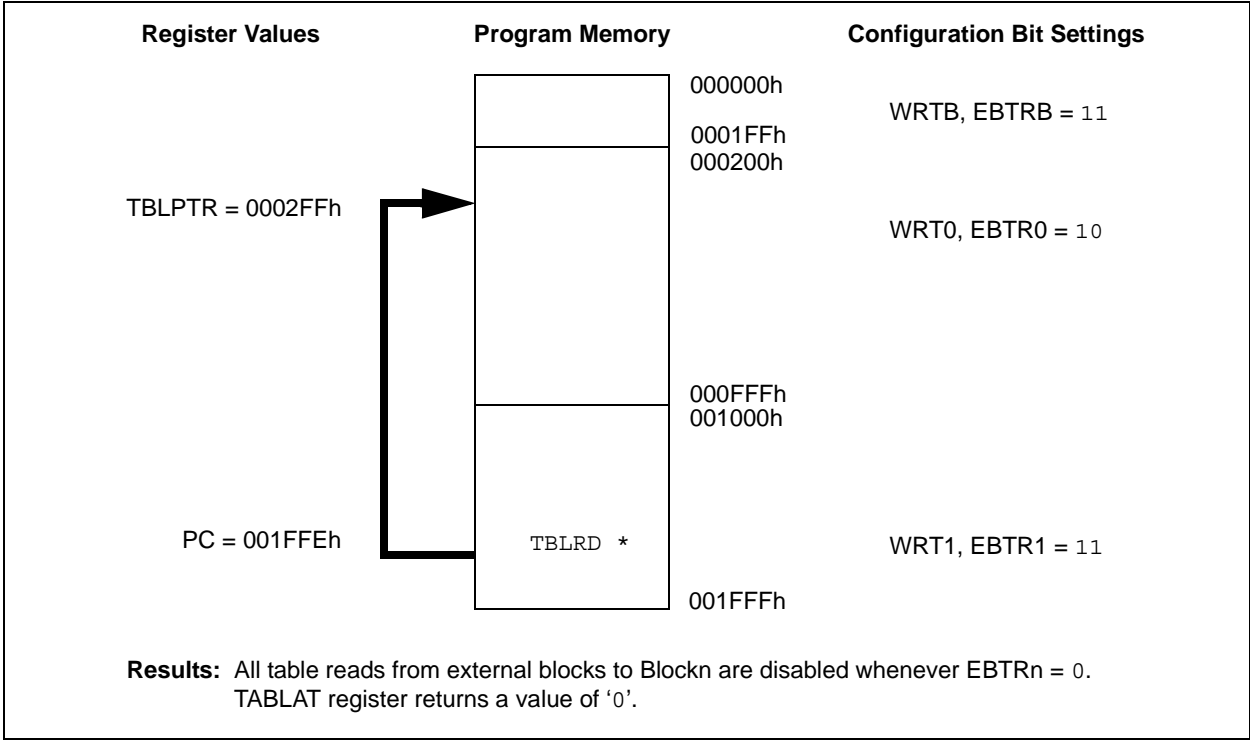 Register Values Program Memory Configuration Bit Settings
000000h
WRTB, EBTRB = 11
0001FFh
000200h
TBLPTR = 0002FFh
WRT0, EBTR0 = 10
000FFFh
001000h
PC = 001FFEh TBLRD * WRT1, EBTR1 = 11
001FFFh
Results: All table reads from external blocks to Blockn are disabled whenever EBTRn = 0.
TABLAT register returns a value of ‘0’.